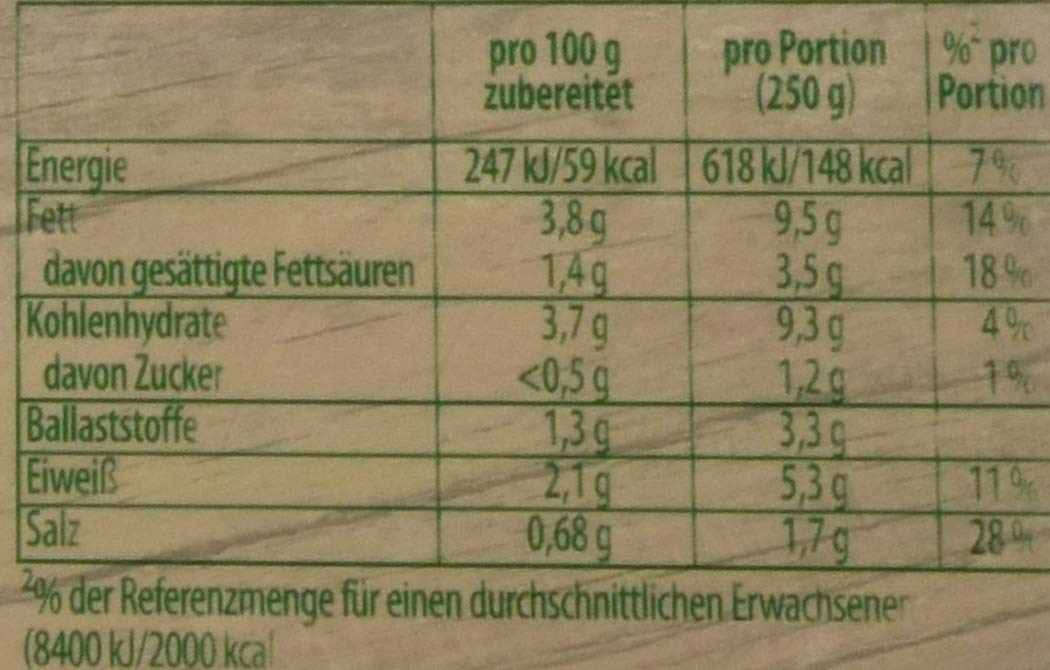 pro 100 g zubereitet pro Portion (250 g) %² pro Portion
Energie 247 kJ/59 kcal 618 kJ/148 kcal 7 %
Fett 3,8 g 9,5 g 14 %
davon gesättigte Fettsäuren 1,4 g 3,5 g 18 %
Kohlenhydrate 3,7 g 9,3 g 4 %
davon Zucker <0,5 g 1,2 g 1 %
Ballaststoffe 1,3 g 3,3 g
Eiweiß 2,1 g 5,3 g 11 %
Salz 0,68 g 1,7 g 28 %
²% der Referenzmenge für einen durchschnittlichen Erwachsenen
(8400 kJ/2000 kcal